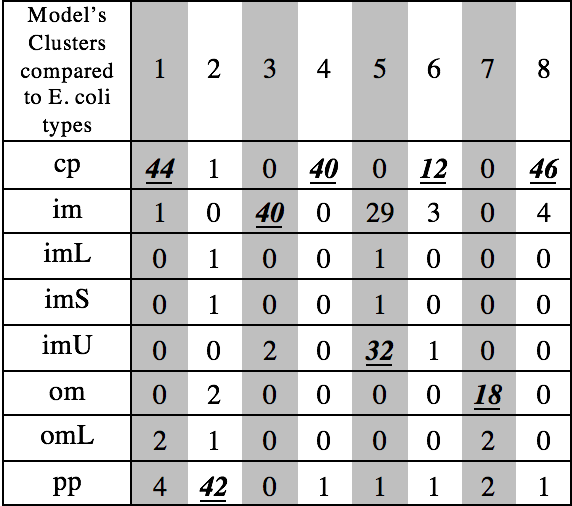 Model's
Clusters
compared
to E. coli
types
1 2 3 4 5 6 7 8
cp 44 1 0 40 0 12 0 46
im 1 0 40 0 29 3 0 4
imL 0 1 0 0 1 0 0 0
imS 0 1 0 0 1 0 0 0
imU 0 0 2 0 32 1 0 0
om 0 2 0 0 0 0 18 0
omL 2 1 0 0 0 0 2 0
pp 4 42 0 1 1 1 2 1